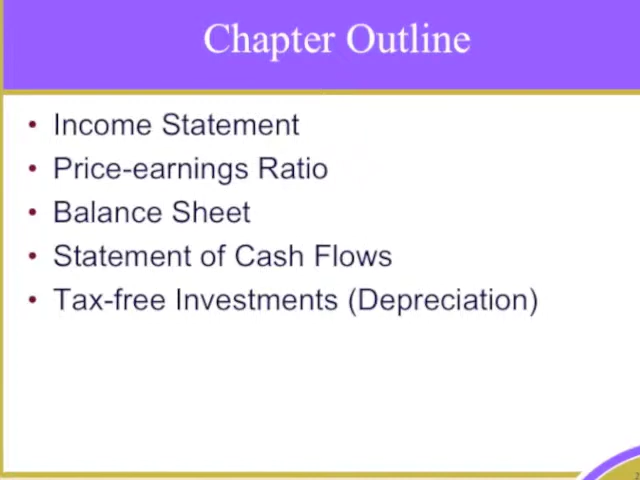 Chapter Outline
• Income Statement
• Price-earnings Ratio
• Balance Sheet
• Statement of Cash Flows
• Tax-free Investments (Depreciation)